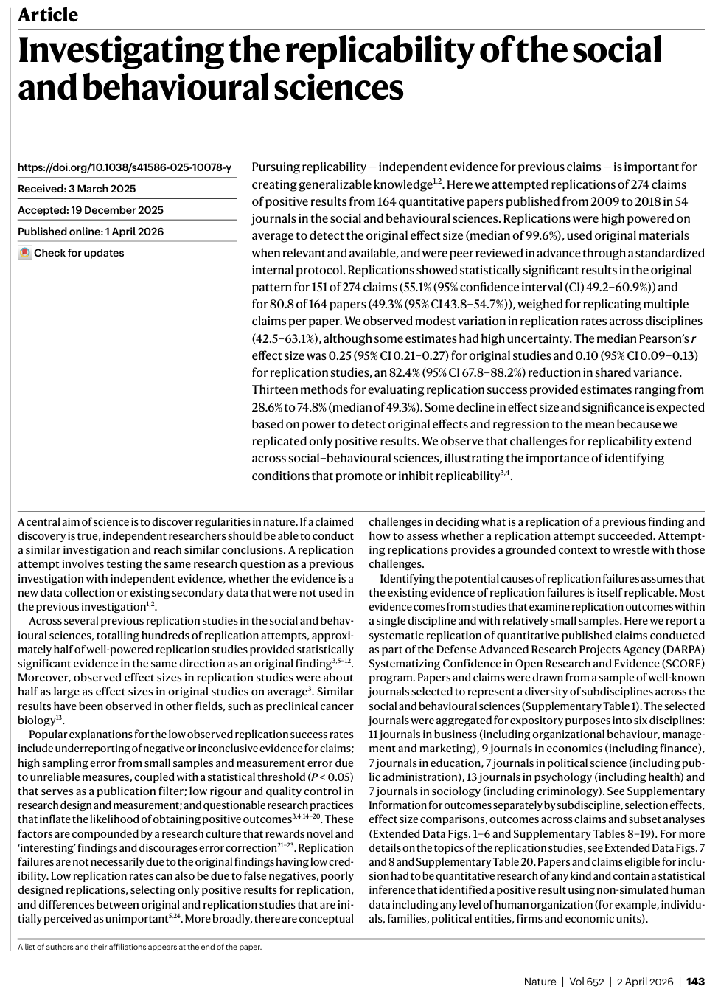 Article
Investigating the replicability of the social
and behavioural sciences
https://doi.org/10.1038/s41586-025-10078-y
Received: 3 March 2025
Accepted: 19 December 2025
Published online: 1 April 2026
Check for updates
Pursuing replicability — independent evidence for previous claims — is important for
creating generalizable knowledge1,2. Here we attempted replications of 274 claims
of positive results from 164 quantitative papers published from 2009 to 2018 in 54
journals in the social and behavioural sciences. Replications were high powered on
average to detect the original effect size (median of 99.6%), used original materials
when relevant and available, and were peer reviewed in advance through a standardized
internal protocol. Replications showed statistically significant results in the original
pattern for 151 of 274 claims (55.1% (95% confidence interval (CI) 49.2–60.9%)) and
for 80.8 of 164 papers (49.3% (95% CI 43.8–54.7%)), weighed for replicating multiple
claims per paper. We observed modest variation in replication rates across disciplines
(42.5–63.1%), although some estimates had high uncertainty. The median Pearson's r
effect size was 0.25 (95% CI 0.21–0.27) for original studies and 0.10 (95% CI 0.09–0.13)
for replication studies, an 82.4% (95% CI 67.8–88.2%) reduction in shared variance.
Thirteen methods for evaluating replication success provided estimates ranging from
28.6% to 74.8% (median of 49.3%). Some decline in effect size and significance is expected
based on power to detect original effects and regression to the mean because we
replicated only positive results. We observe that challenges for replicability extend
across social–behavioural sciences, illustrating the importance of identifying
conditions that promote or inhibit replicability3,4.
A central aim of science is to discover regularities in nature. If a claimed
discovery is true, independent researchers should be able to conduct
a similar investigation and reach similar conclusions. A replication
attempt involves testing the same research question as a previous
investigation with independent evidence, whether the evidence is a
new data collection or existing secondary data that were not used in
the previous investigation1,2.
Across several previous replication studies in the social and behav-
ioural sciences, totalling hundreds of replication attempts, approxi-
mately half of well-powered replication studies provided statistically
significant evidence in the same direction as an original finding3,5–12.
Moreover, observed effect sizes in replication studies were about
half as large as effect sizes in original studies on average3. Similar
results have been observed in other fields, such as preclinical cancer
biology13.
Popular explanations for the low observed replication success rates
include underreporting of negative or inconclusive evidence for claims;
high sampling error from small samples and measurement error due
to unreliable measures, coupled with a statistical threshold (P < 0.05)
that serves as a publication filter; low rigour and quality control in
research design and measurement; and questionable research practices
that inflate the likelihood of obtaining positive outcomes3,4,14–20. These
factors are compounded by a research culture that rewards novel and
'interesting' findings and discourages error correction21–23. Replication
failures are not necessarily due to the original findings having low cred-
ibility. Low replication rates can also be due to false negatives, poorly
designed replications, selecting only positive results for replication,
and differences between original and replication studies that are ini-
tially perceived as unimportant5,24. More broadly, there are conceptual
challenges in deciding what is a replication of a previous finding and
how to assess whether a replication attempt succeeded. Attempt-
ing replications provides a grounded context to wrestle with those
challenges.
Identifying the potential causes of replication failures assumes that
the existing evidence of replication failures is itself replicable. Most
evidence comes from studies that examine replication outcomes within
a single discipline and with relatively small samples. Here we report a
systematic replication of quantitative published claims conducted
as part of the Defense Advanced Research Projects Agency (DARPA)
Systematizing Confidence in Open Research and Evidence (SCORE)
program. Papers and claims were drawn from a sample of well-known
journals selected to represent a diversity of subdisciplines across the
social and behavioural sciences (Supplementary Table 1). The selected
journals were aggregated for expository purposes into six disciplines:
11 journals in business (including organizational behaviour, manage-
ment and marketing), 9 journals in economics (including finance),
7 journals in education, 7 journals in political science (including pub-
lic administration), 13 journals in psychology (including health) and
7 journals in sociology (including criminology). See Supplementary
Information for outcomes separately by subdiscipline, selection effects,
effect size comparisons, outcomes across claims and subset analyses
(Extended Data Figs. 1–6 and Supplementary Tables 8–19). For more
details on the topics of the replication studies, see Extended Data Figs. 7
and 8 and Supplementary Table 20. Papers and claims eligible for inclu-
sion had to be quantitative research of any kind and contain a statistical
inference that identified a positive result using non-simulated human
data including any level of human organization (for example, individu-
als, families, political entities, firms and economic units).
A list of authors and their affiliations appears at the end of the paper.
Nature | Vol 652 | 2 April 2026 | 143